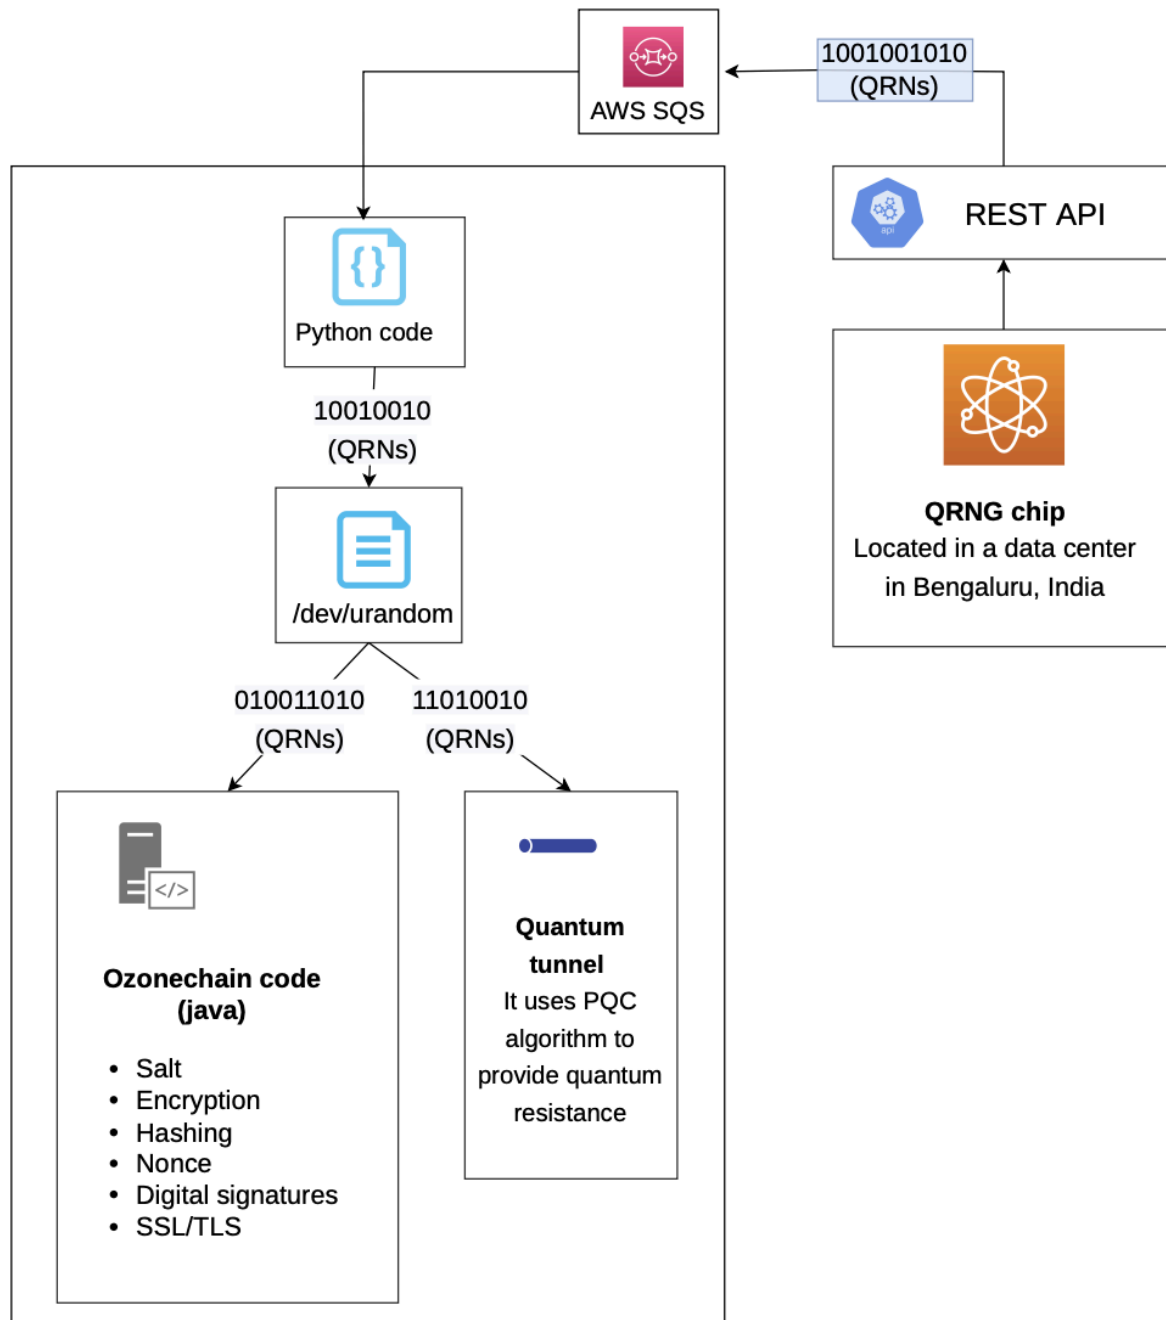 1001001010
(QRNs)
AWS SQS
REST API
api
Python code
QRNG chip
Located in a data center
in Bengaluru, India
10010010
(QRNs)
/dev/urandom
010011010
(QRNs)
11010010
(QRNs)
</>
Ozonechain code
(java)
• Salt
• Encryption
• Hashing
• Nonce
• Digital signatures
• SSL/TLS
Quantum
tunnel
It uses PQC
algorithm to
provide quantum
resistance